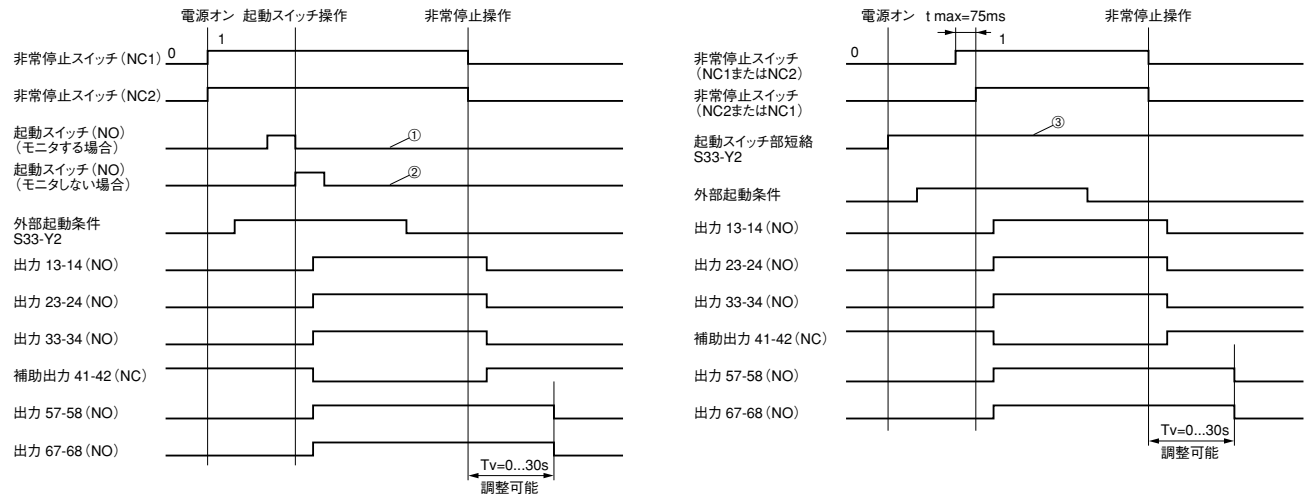 電源オン 起動スイッチ操作 非常停止操作
0 1
非常停止スイッチ（NC1）
非常停止スイッチ（NC2）
起動スイッチ（NO）
（モニタする場合）
①
起動スイッチ（NO）
（モニタしない場合）
②
外部起動条件
S33-Y2
出力 13-14（NO）
出力 23-24（NO）
出力 33-34（NO）
補助出力 41-42（NC）
出力 57-58（NO）
出力 67-68（NO）
Tv=0...30s
調整可能
電源オン t max=75ms 非常停止操作
0 1
非常停止スイッチ
（NC1またはNC2）
非常停止スイッチ
（NC2またはNC1）
起動スイッチ部短絡
S33-Y2
③
外部起動条件
出力 13-14（NO）
出力 23-24（NO）
出力 33-34（NO）
補助出力 41-42（NC）
出力 57-58（NO）
出力 67-68（NO）
Tv=0...30s
調整可能